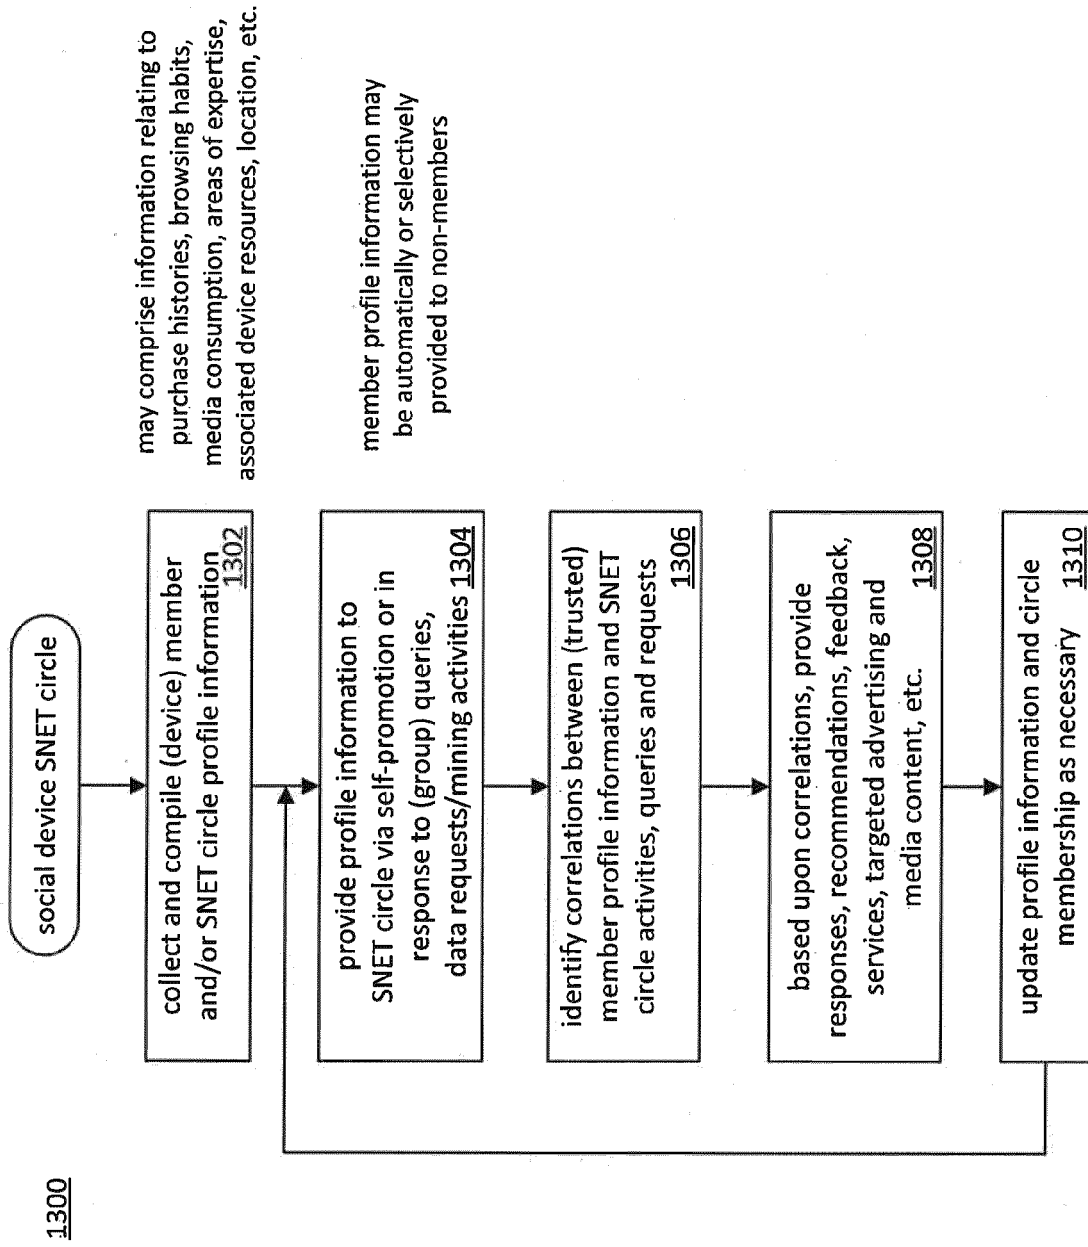 1300
social device SNET circle
collect and compile (device) member
and/or SNET circle profile information
1302
may comprise information relating to
purchase histories, browsing habits,
media consumption, areas of expertise,
associated device resources, location, etc.
provide profile information to
SNET circle via self-promotion or in
response to (group) queries,
data requests/mining activities 1304
member profile information may
be automatically or selectively
provided to non-members
identify correlations between (trusted)
member profile information and SNET
circle activities, queries and requests
1306
based upon correlations, provide
responses, recommendations, feedback,
services, targeted advertising and
media content, etc. 1308
update profile information and circle
membership as necessary 1310